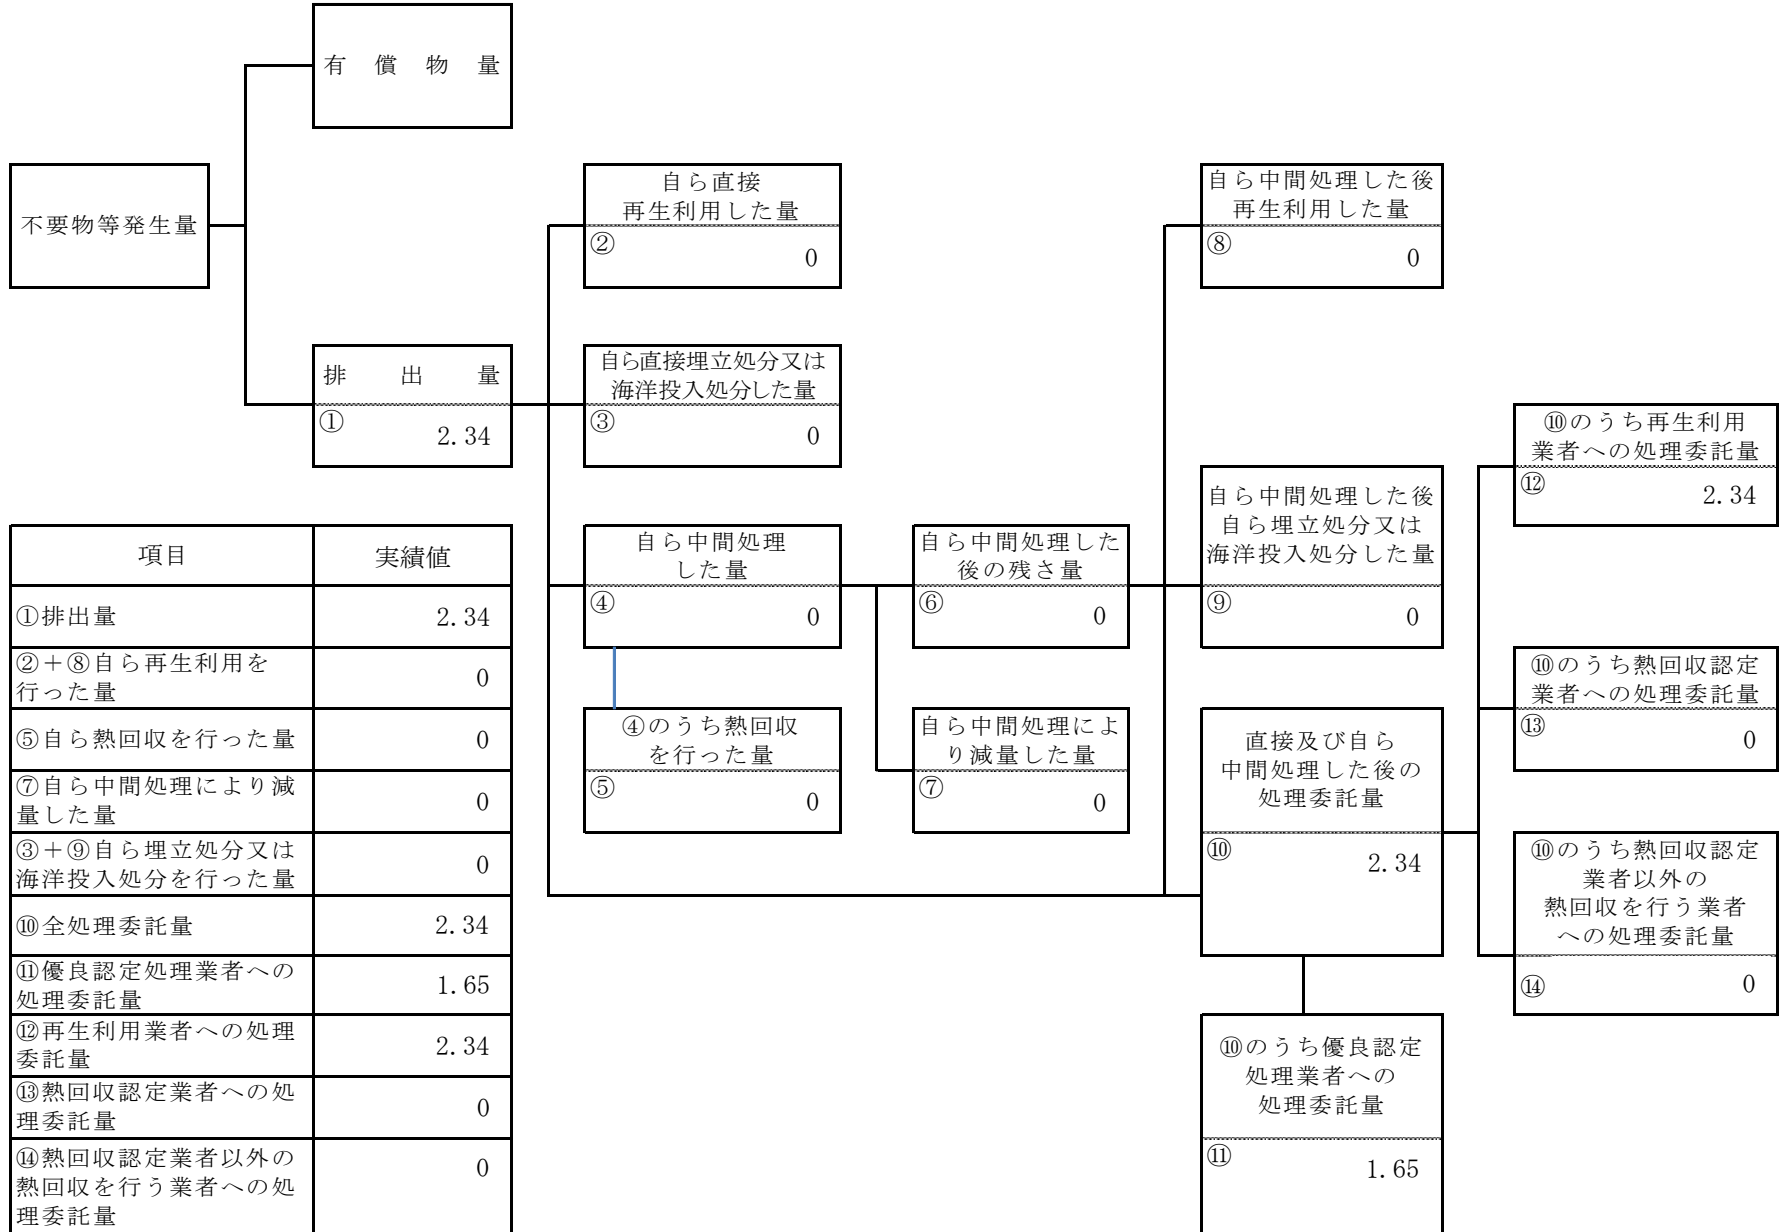 有償物量
不要物等発生量
自ら直接
再生利用した量
②
0
自ら中間処理した後
再生利用した量
⑧
0
排出量
①
2.34
自ら直接埋立処分又は
海洋投入処分した量
③
0
⑩のうち再生利用
業者への処理委託量
⑫
2.34
自ら中間処理した後
自ら埋立処分又は
海洋投入処分した量
⑨
0
自ら中間処理
した量
④
0
自ら中間処理した
後の残さ量
⑥
0
⑩のうち熱回収認定
業者への処理委託量
⑬
0
④のうち熱回収
を行った量
⑤
0
自ら中間処理によ
り減量した量
⑦
0
直接及び自ら
中間処理した後の
処理委託量
⑩
2.34
⑩のうち熱回収認定
業者以外の
熱回収を行う業者
への処理委託量
⑭
0
⑩のうち優良認定
処理業者への
処理委託量
⑪
1.65
項目 実績値
①排出量 2.34
②＋⑧自ら再生利用を
行った量 0
⑤自ら熱回収を行った量 0
⑦自ら中間処理により減
量した量 0
③＋⑨自ら埋立処分又は
海洋投入処分を行った量 0
⑩全処理委託量 2.34
⑪優良認定処理業者への
処理委託量 1.65
⑫再生利用業者への処理
委託量 2.34
⑬熱回収認定業者への処
理委託量 0
⑭熱回収認定業者以外の
熱回収を行う業者への処
理委託量 0